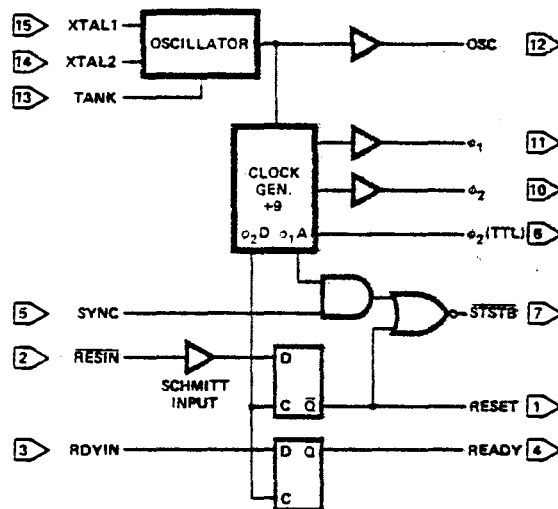 15 XTAL1 OSCILLATOR OSC 12
14 XTAL2
13 TANK
CLOCK GEN. ÷9
ϕ1 11
ϕ2 10
ϕ2D ϕ1A ϕ2(TTL) 6
5 SYNC STSTB 7
2 RESIN D
SCHMITT INPUT
C Q RESET 1
3 RDYIN D Q READY 4
C